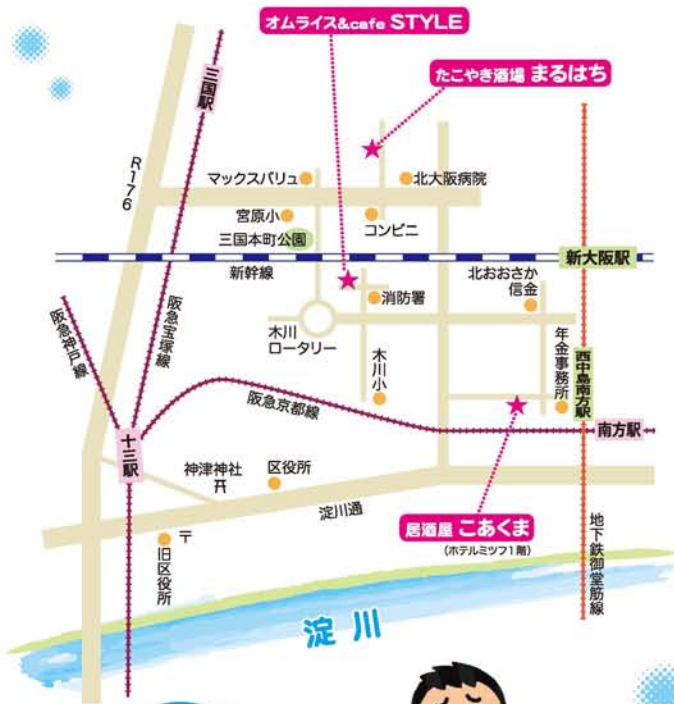 オムライス&cafe STYLE
たこやき酒場 まるはち
三国駅
R176
マックスバリュ
北大阪病院
宮原小
コンビニ
三国本町公園
新大阪駅
新幹線
北おおさか
信金
消防署
阪急神戸線
阪急宝塚線
木川
ロータリー
木川小
年金事務所
西中島南方駅
阪急京都線
南方駅
十三駅
神津神社
区役所
淀川通
居酒屋 こあくま
(ホテルミツフ1階)
〒
旧区役所
地下鉄御堂筋線
淀川